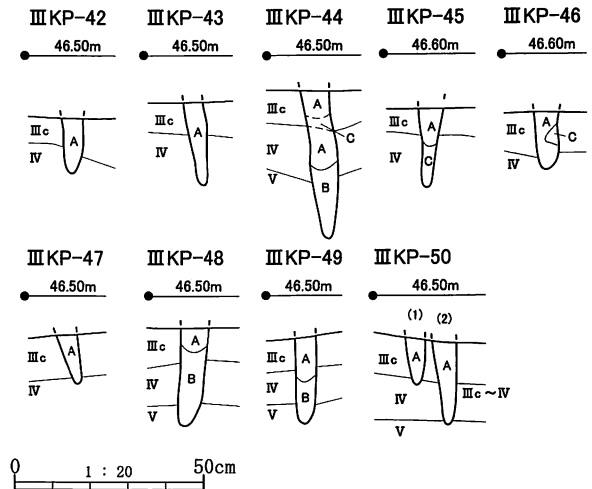 ⅢKP-42 ⅢKP-43 ⅢKP-44 ⅢKP-45 ⅢKP-46
46.50m 46.50m 46.50m 46.60m 46.60m
Ⅲc A Ⅳ
Ⅲc A Ⅳ
Ⅲc A C Ⅳ A Ⅴ B
Ⅲc A Ⅳ C
Ⅲc A C Ⅳ
ⅢKP-47 ⅢKP-48 ⅢKP-49 ⅢKP-50
46.50m 46.50m 46.50m 46.50m
(1) (2)
Ⅲc A Ⅳ
Ⅲc A Ⅳ B Ⅴ
Ⅲc A Ⅳ B Ⅴ
Ⅲc A A Ⅳ Ⅲc～Ⅳ Ⅴ
0 1 : 20 50cm